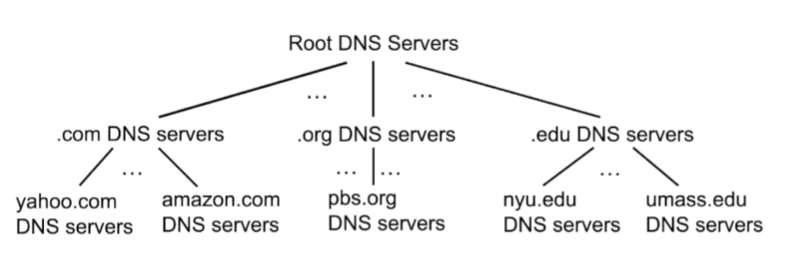 Root DNS Servers
... ...
.com DNS servers .org DNS servers .edu DNS servers
... ... ... ...
yahoo.com amazon.com pbs.org nyu.edu umass.edu
DNS servers DNS servers DNS servers DNS servers DNS servers